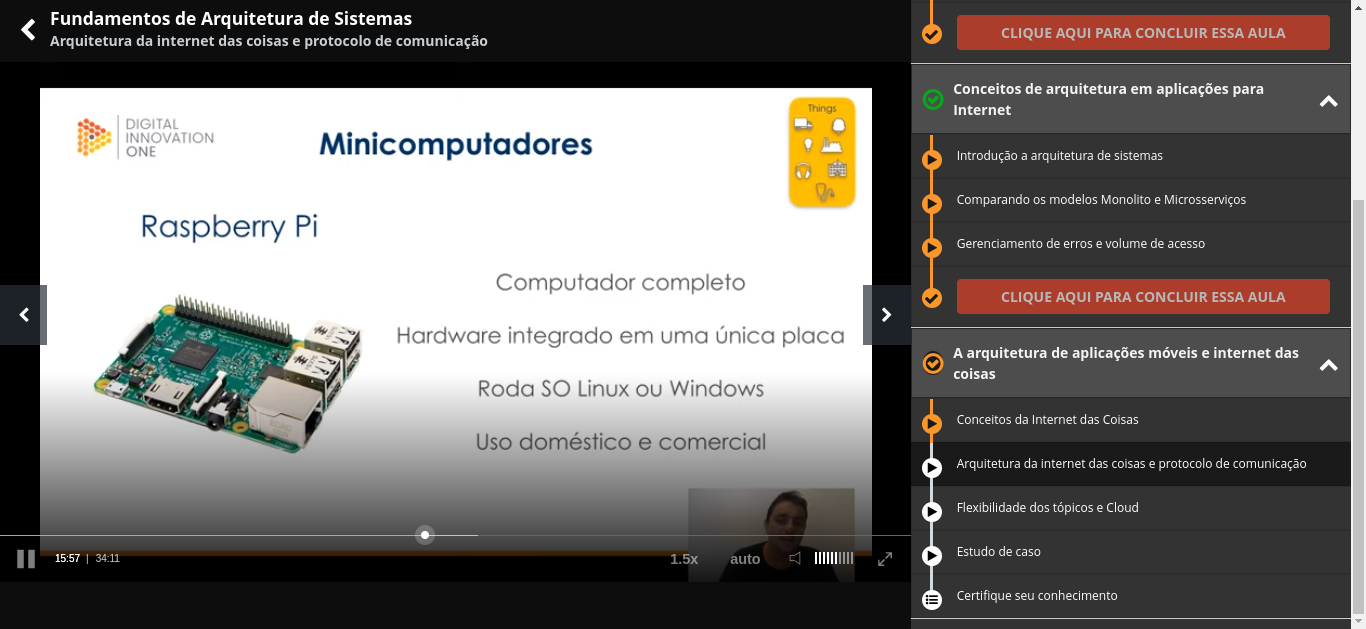 Fundamentos de Arquitetura de Sistemas
Arquitetura da internet das coisas e protocolo de comunicação
DIGITAL
INNOVATION
ONE
Minicomputadores
Things
Raspberry Pi
Computador completo
Hardware integrado em uma única placa
Roda SO Linux ou Windows
Uso doméstico e comercial
15:57 | 34:11
1.5x
auto
CLIQUE AQUI PARA CONCLUIR ESSA AULA
Conceitos de arquitetura em aplicações para
Internet
Introdução a arquitetura de sistemas
Comparando os modelos Monolito e Microsserviços
Gerenciamento de erros e volume de acesso
CLIQUE AQUI PARA CONCLUIR ESSA AULA
A arquitetura de aplicações móveis e internet das
coisas
Conceitos da Internet das Coisas
Arquitetura da internet das coisas e protocolo de comunicação
Flexibilidade dos tópicos e Cloud
Estudo de caso
Certifique seu conhecimento